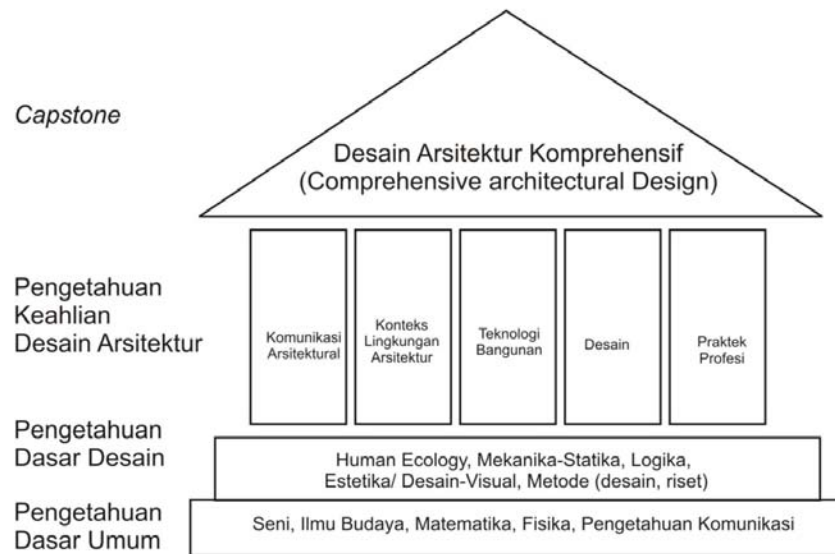 Capstone
Desain Arsitektur Komprehensif
(Comprehensive architectural Design)
Pengetahuan
Keahlian
Desain Arsitektur
Komunikasi
Arsitektural
Konteks
Lingkungan
Arsitektur
Teknologi
Bangunan
Desain
Praktek
Profesi
Pengetahuan
Dasar Desain
Human Ecology, Mekanika-Statika, Logika,
Estetika/ Desain-Visual, Metode (desain, riset)
Pengetahuan
Dasar Umum
Seni, Ilmu Budaya, Matematika, Fisika, Pengetahuan Komunikasi